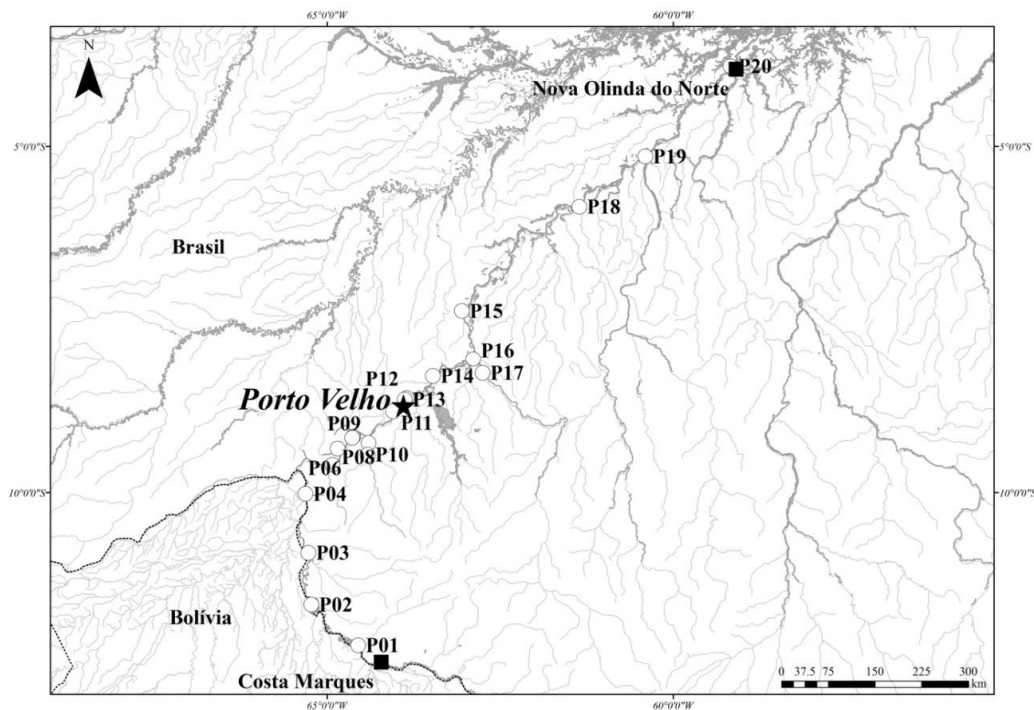 65°0'0"W
60°0'0"W
N
P20
Nova Olinda do Norte
5°0'0"S
5°0'0"S
P19
P18
Brasil
P15
P16
P17
P12
P14
Porto Velho
P13
P11
P09
P08
P10
P06
P04
10°0'0"S
10°0'0"S
P03
P02
Bolívia
P01
Costa Marques
0 37,5 75 150 225 300
km
65°0'0"W
60°0'0"W